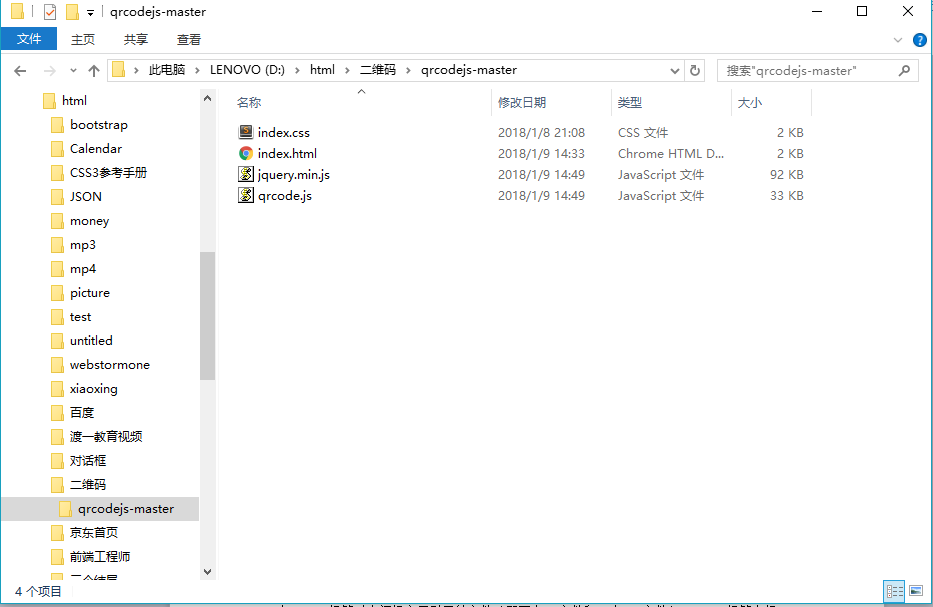 qrcodejs-master
文件 主页 共享 查看
此电脑 LENOVO (D:) html 二维码 qrcodejs-master 搜索"qrcodejs-master"
html
bootstrap
Calendar
CSS3参考手册
JSON
money
mp3
mp4
picture
test
untitled
webstormone
xiaoxing
百度
渡一教育视频
对话框
二维码
qrcodejs-master
京东首页
前端工程师
名称 修改日期 类型 大小
index.css 2018/1/8 21:08 CSS 文件 2 KB
index.html 2018/1/9 14:33 Chrome HTML D... 2 KB
jquery.min.js 2018/1/9 14:49 JavaScript 文件 92 KB
qrcode.js 2018/1/9 14:49 JavaScript 文件 33 KB
4 个项目